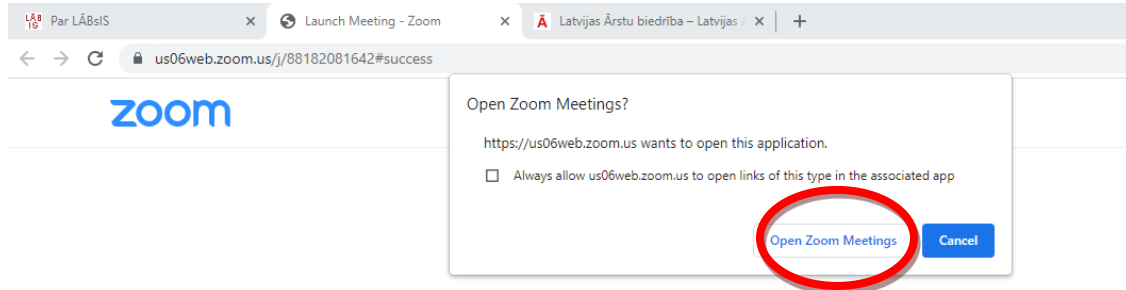 LĀB IS Par LĀBsIS Launch Meeting - Zoom Ā Latvijas Ārstu biedrība – Latvijas
us06web.zoom.us/j/88182081642#success
zoom
Open Zoom Meetings?
https://us06web.zoom.us wants to open this application.
Always allow us06web.zoom.us to open links of this type in the associated app
Open Zoom Meetings Cancel